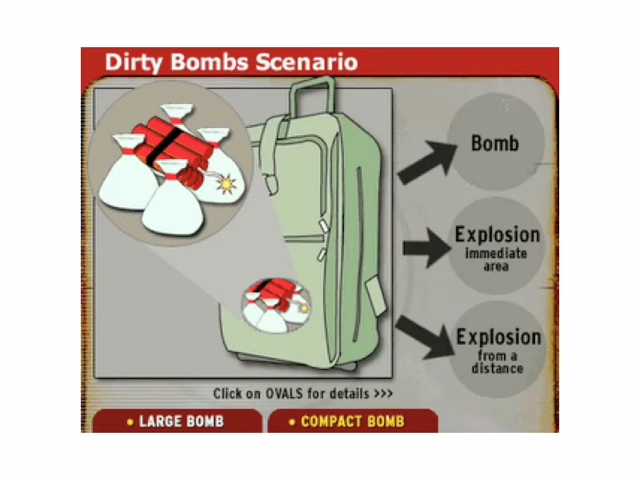 Dirty Bombs Scenario
Bomb
Explosion
immediate
area
Explosion
from a
distance
Click on OVALS for details >>>
• LARGE BOMB
• COMPACT BOMB